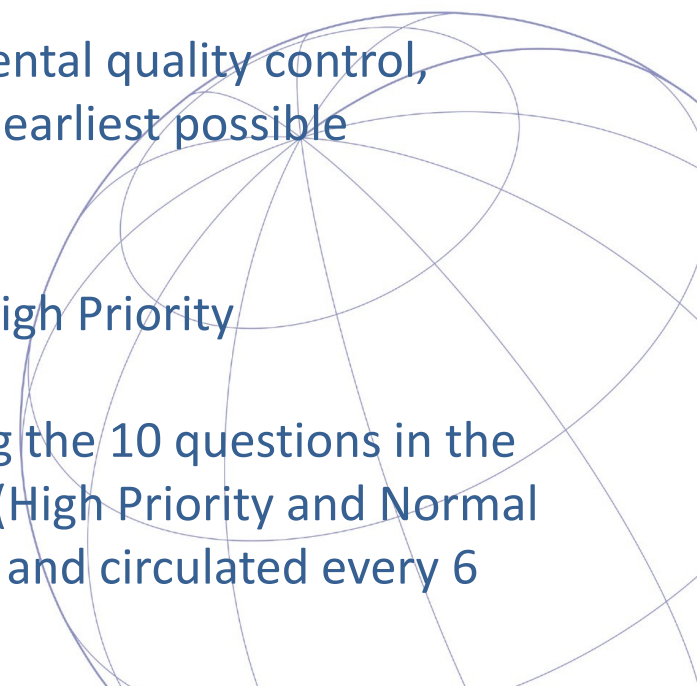 ental quality control,
earliest possible
igh Priority
g the 10 questions in the
(High Priority and Normal
and circulated every 6